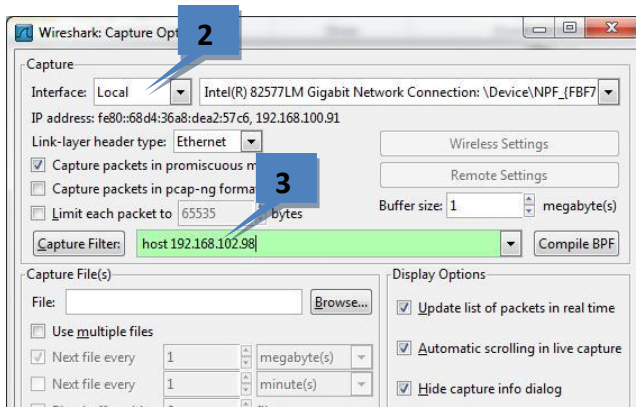 Wireshark: Capture Opt
2
Capture
Interface: Local Intel(R) 82577LM Gigabit Network Connection: \Device\NPF_{FBF7
IP address: fe80::68d4:36a8:dea2:57c6, 192.168.100.91
Link-layer header type: Ethernet
Wireless Settings
Capture packets in promiscuous m
Remote Settings
Capture packets in pcap-ng forma
3
Limit each packet to 65535 bytes
Buffer size: 1 megabyte(s)
Capture Filter: host 192.168.102.98 Compile BPF
Capture File(s)
File: Browse...
Use multiple files
Next file every 1 megabyte(s)
Next file every 1 minute(s)
Display Options
Update list of packets in real time
Automatic scrolling in live capture
Hide capture info dialog